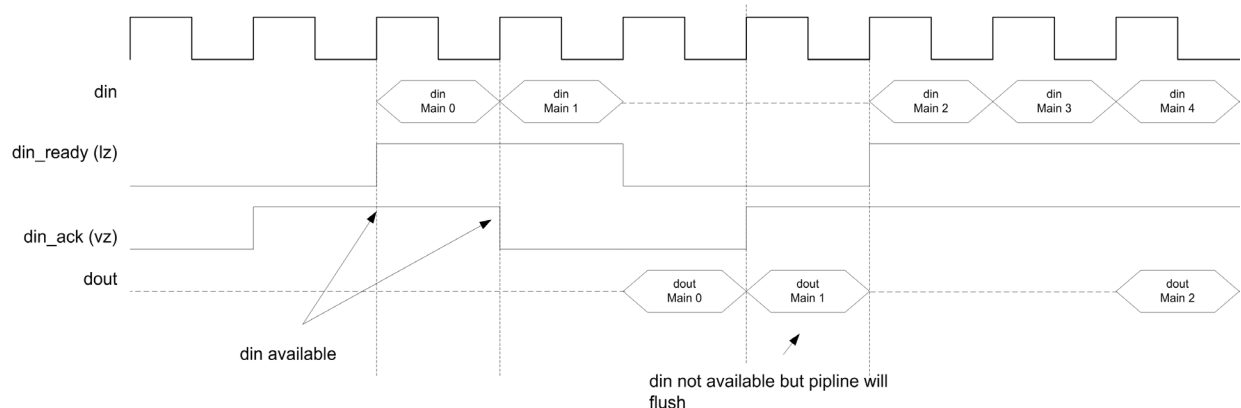 din
din
Main 0
din
Main 1
din
Main 2
din
Main 3
din
Main 4
din_ready (lz)
din_ack (vz)
dout
dout
Main 0
dout
Main 1
dout
Main 2
din available
din not available but pipline will
flush